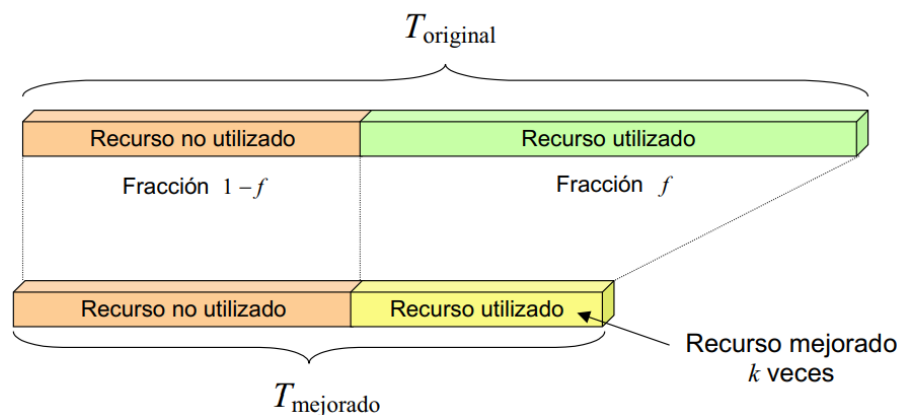 T original
Recurso no utilizado Recurso utilizado
Fracción 1 – f Fracción f
Recurso no utilizado Recurso utilizado
Recurso mejorado
k veces
T mejorado